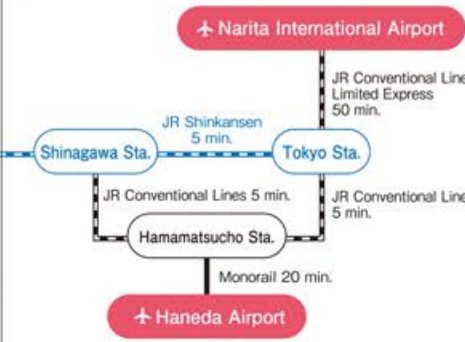 Narita International Airport
JR Conventional Line
Limited Express
50 min.
JR Shinkansen
5 min.
Shinagawa Sta.
Tokyo Sta.
JR Conventional Lines 5 min.
JR Conventional Line
5 min.
Hamamatsucho Sta.
Monorail 20 min.
Haneda Airport